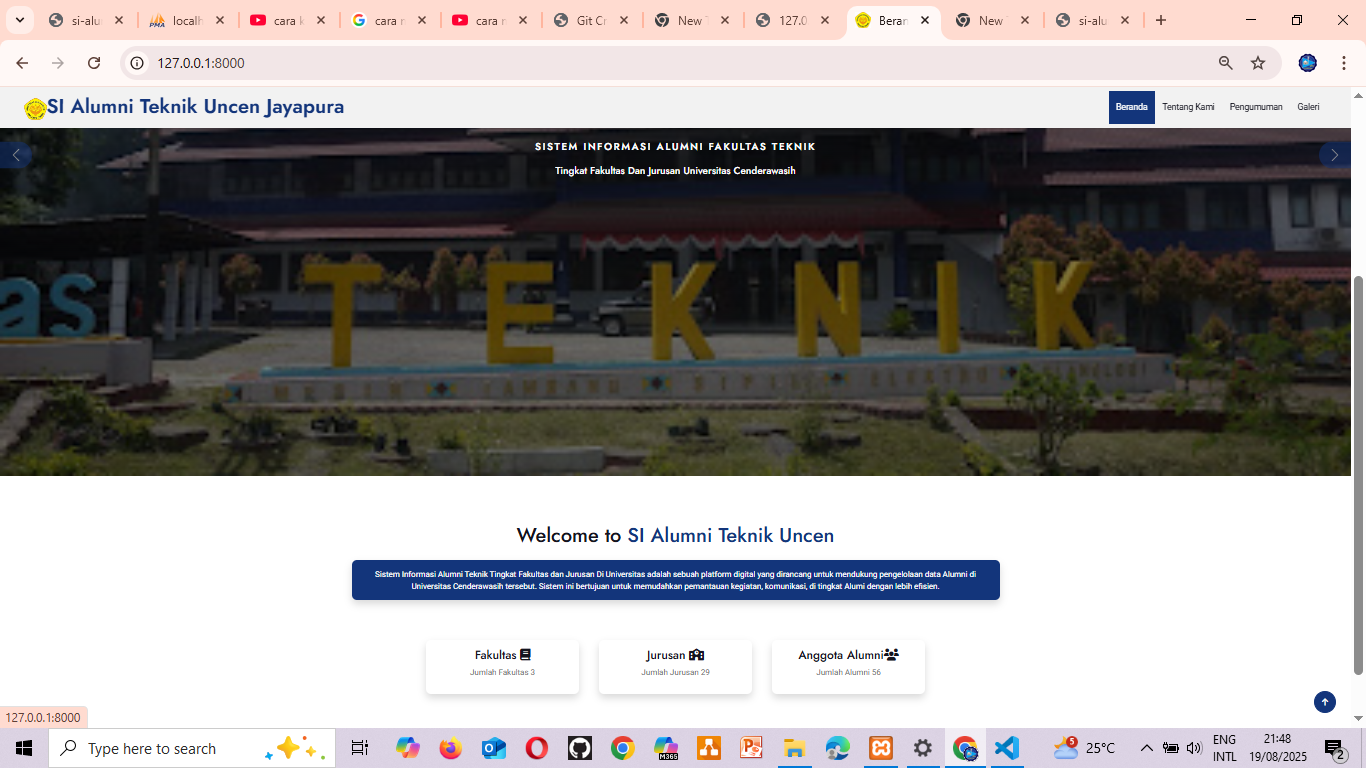 si-alu
localh
cara k
cara r
cara r
Git Cr
New
127.0
Beran
New
si-alu
127.0.0.1:8000
SI Alumni Teknik Uncen Jayapura
Beranda Tentang Kami Pengumuman Galeri
SISTEM INFORMASI ALUMNI FAKULTAS TEKNIK
Tingkat Fakultas Dan Jurusan Universitas Cenderawasih
as TEKNIK
Welcome to SI Alumni Teknik Uncen
Sistem Informasi Alumni Teknik Tingkat Fakultas dan Jurusan Di Universitas adalah sebuah platform digital yang dirancang untuk mendukung pengelolaan data Alumni di
Universitas Cenderawasih tersebut. Sistem ini bertujuan untuk memudahkan pemantauan kegiatan, komunikasi, di tingkat Alumi dengan lebih efisien.
Fakultas
Jumlah Fakultas 3
Jurusan
Jumlah Jurusan 29
Anggota Alumni
Jumlah Alumni 56
127.0.0.1:8000
Type here to search
M365
5
25°C
ENG
INTL
21:48
19/08/2025
2